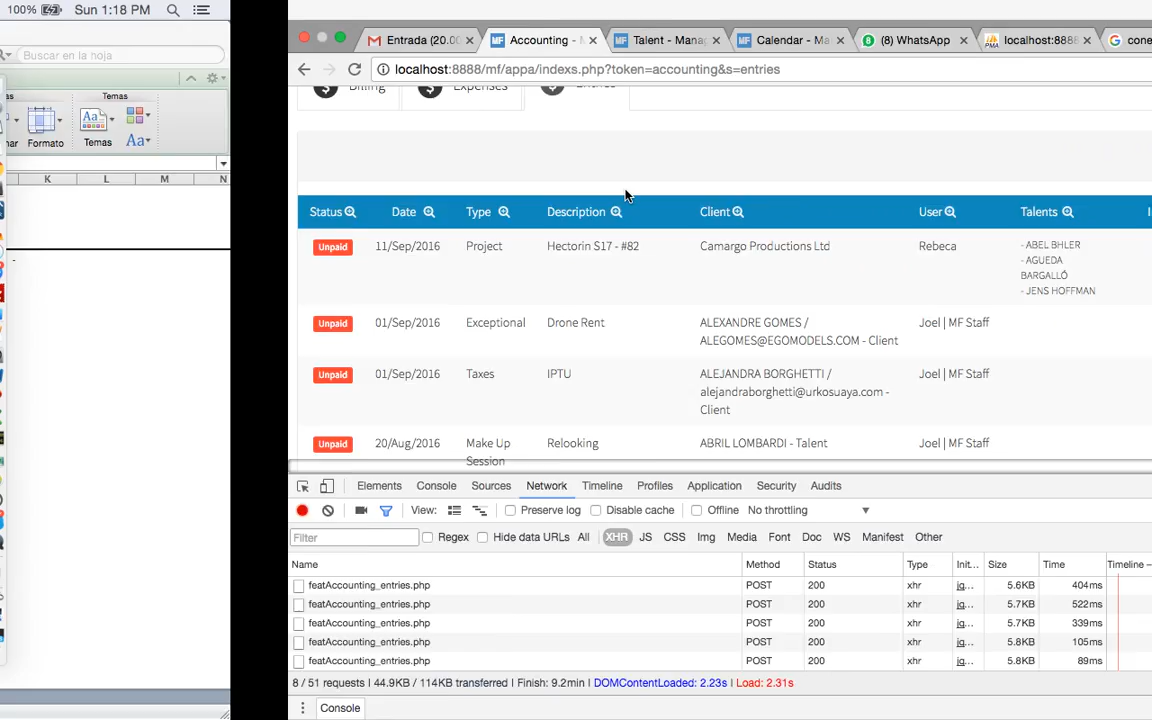 100%
Sun 1:18 PM
Buscar en la hoja
Temas
Formato
Temas
Aa
K L M N
Entrada (20.00
Accounting -
Talent - Mana
Calendar - Ma
(8) WhatsApp
localhost:8888
cone
localhost:8888/mf/appa/indexs.php?token=accounting&s=entries
Billing
Expenses
Entries
Status Date Type Description Client User Talents
Unpaid 11/Sep/2016 Project Hectorin S17 - #82 Camargo Productions Ltd Rebeca - ABEL BHLER
- AGUEDA
BARGALLÓ
- JENS HOFFMAN
Unpaid 01/Sep/2016 Exceptional Drone Rent ALEXANDRE GOMES / Joel | MF Staff
ALEGOMES@EGOMODELS.COM - Client
Unpaid 01/Sep/2016 Taxes IPTU ALEJANDRA BORGHETTI / Joel | MF Staff
alejandraborghetti@urkosuaya.com -
Client
Unpaid 20/Aug/2016 Make Up Relooking ABRIL LOMBARDI - Talent Joel | MF Staff
Session
Elements Console Sources Network Timeline Profiles Application Security Audits
View: Preserve log Disable cache Offline No throttling
Filter Regex Hide data URLs All XHR JS CSS Img Media Font Doc WS Manifest Other
Name Method Status Type Init... Size Time Timeline –
featAccounting_entries.php POST 200 xhr jq... 5.6KB 404ms
featAccounting_entries.php POST 200 xhr jq... 5.7KB 522ms
featAccounting_entries.php POST 200 xhr jq... 5.7KB 339ms
featAccounting_entries.php POST 200 xhr jq... 5.8KB 105ms
featAccounting_entries.php POST 200 xhr jq... 5.8KB 89ms
8 / 51 requests | 44.9KB / 114KB transferred | Finish: 9.2min | DOMContentLoaded: 2.23s | Load: 2.31s
Console